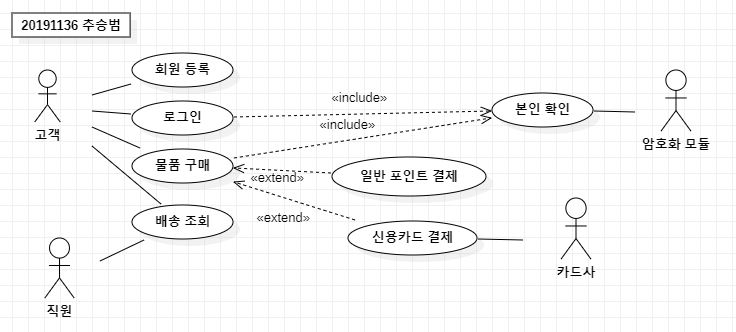 20191136 추승범
회원 등록
고객
로그인
«include»
본인 확인
«include»
암호화 모듈
물품 구매
«extend»
일반 포인트 결제
배송 조회
«extend»
신용카드 결제
카드사
직원